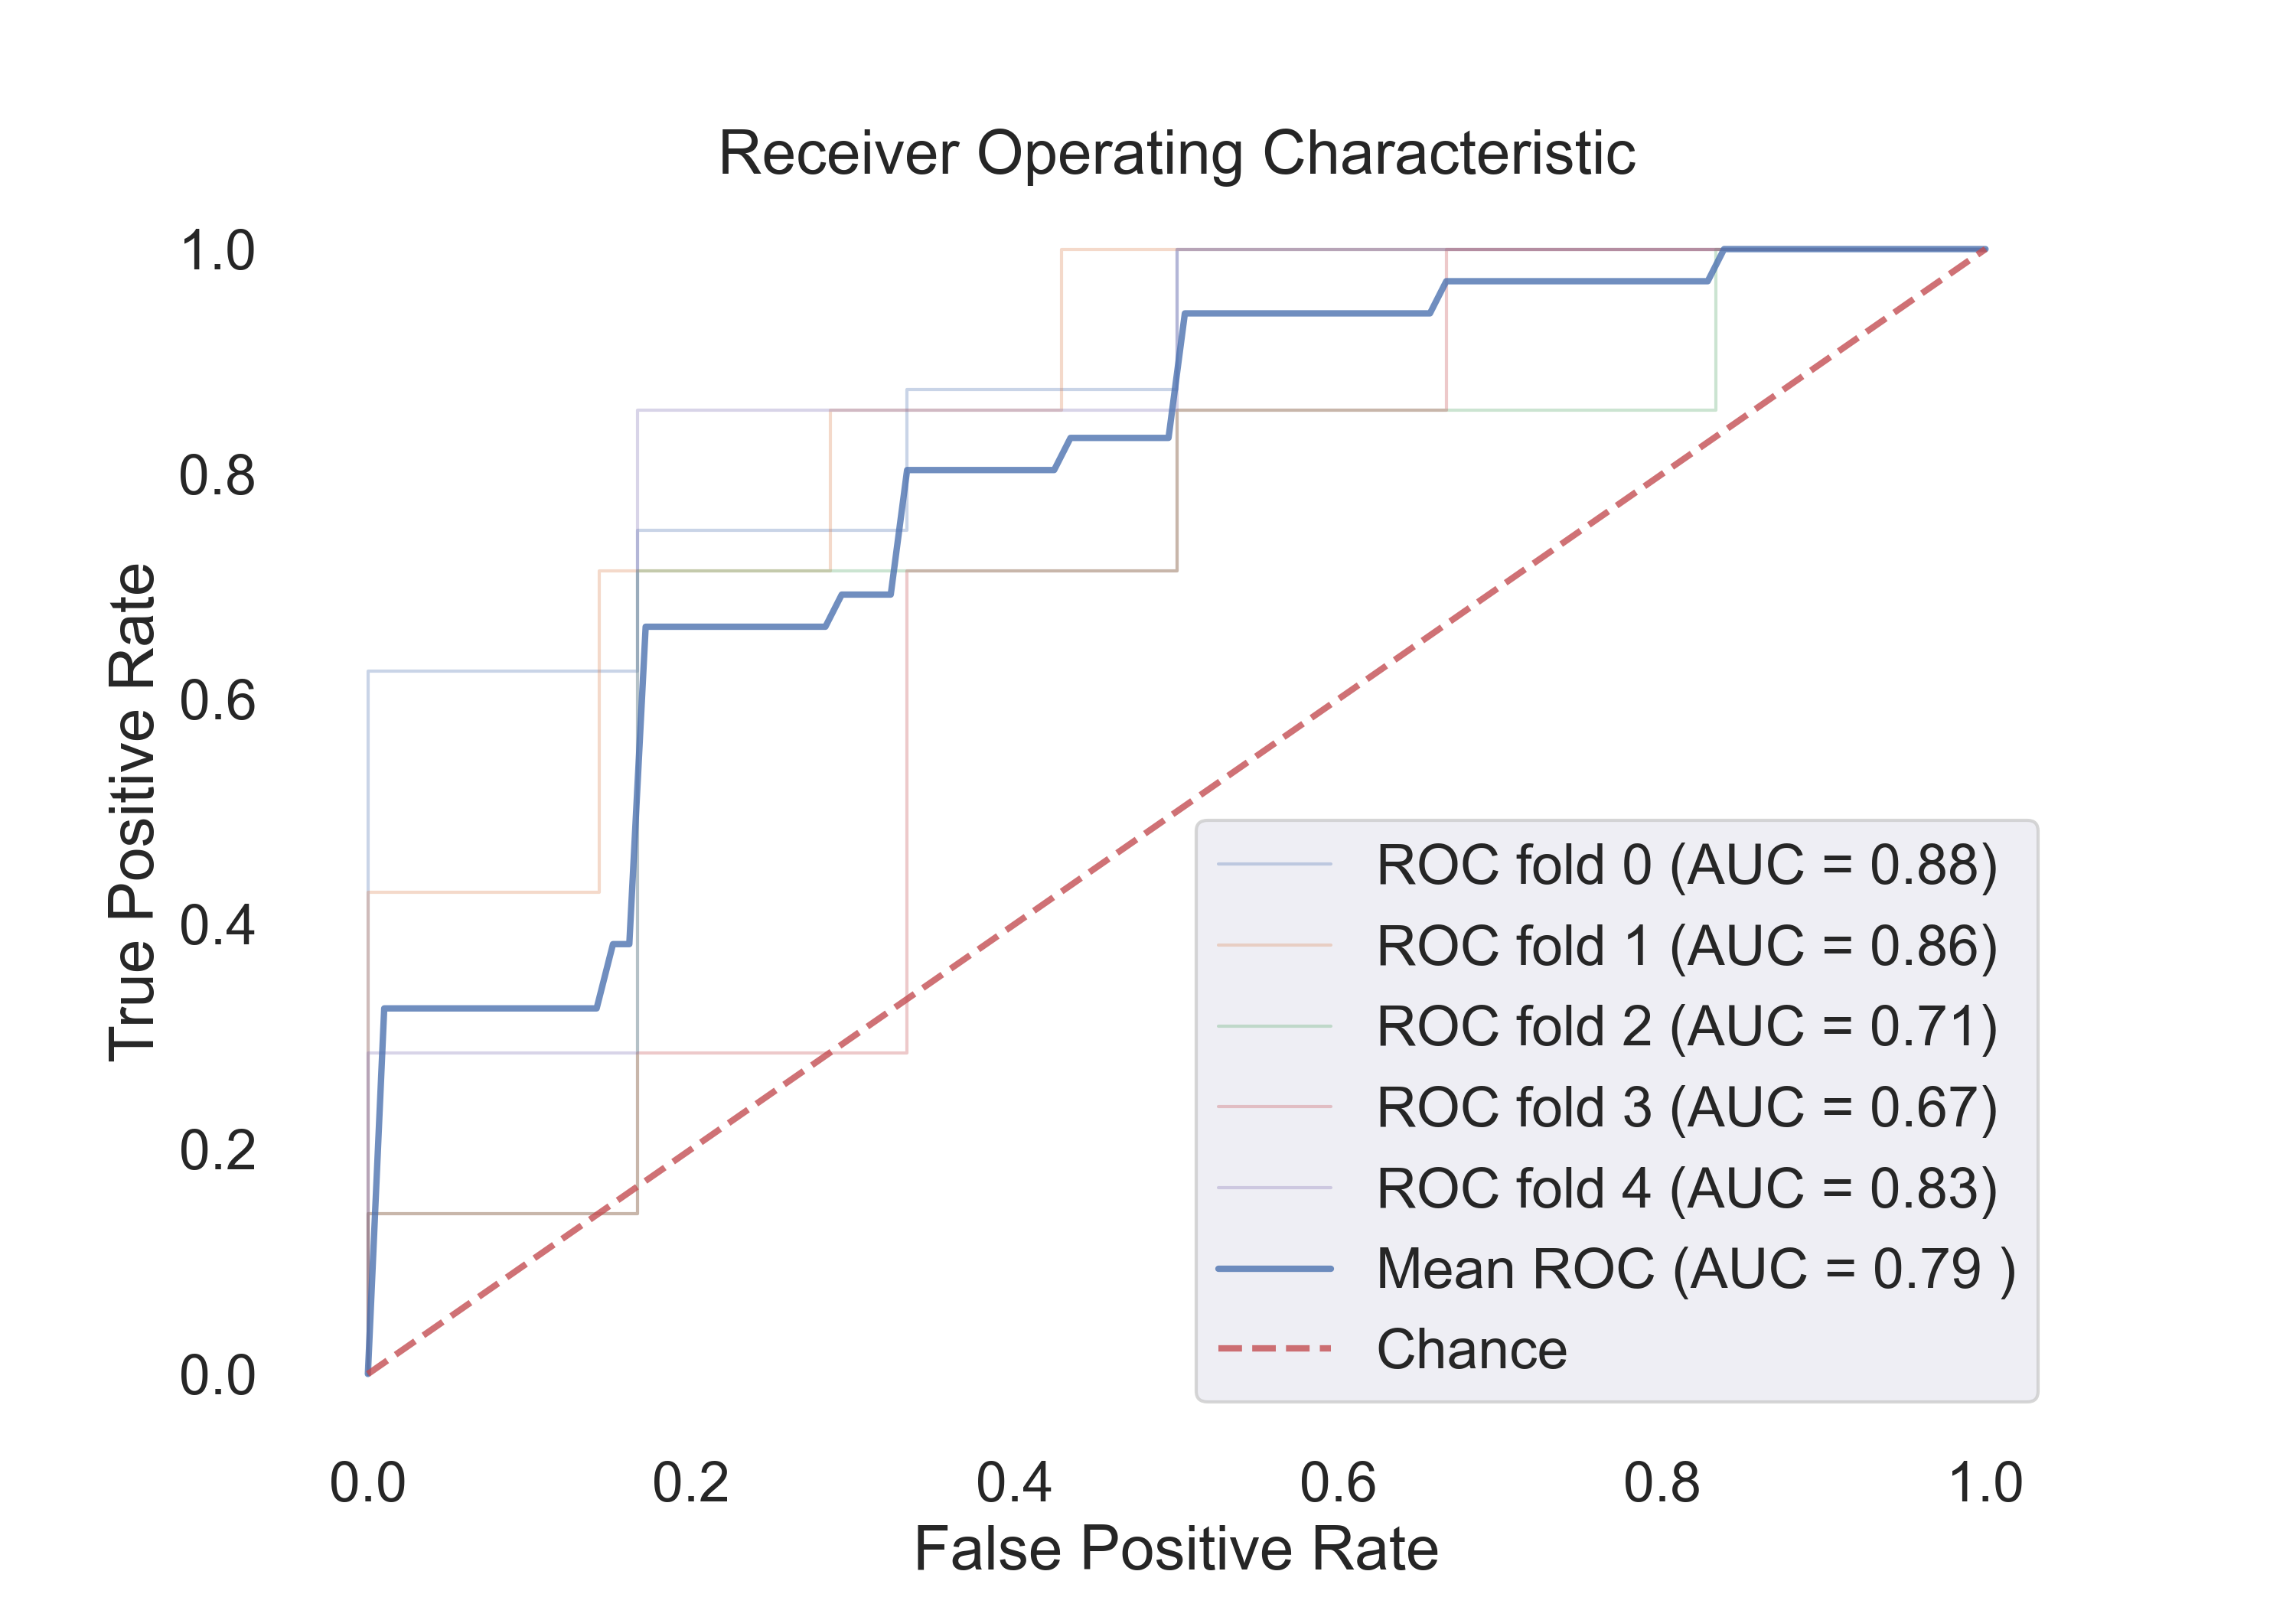 Receiver Operating Characteristic
1.0
0.8
0.6
0.4
0.2
0.0
True Positive Rate
ROC fold 0 (AUC = 0.88)
ROC fold 1 (AUC = 0.86)
ROC fold 2 (AUC = 0.71)
ROC fold 3 (AUC = 0.67)
ROC fold 4 (AUC = 0.83)
Mean ROC (AUC = 0.79 )
Chance
0.0 0.2 0.4 0.6 0.8 1.0
False Positive Rate